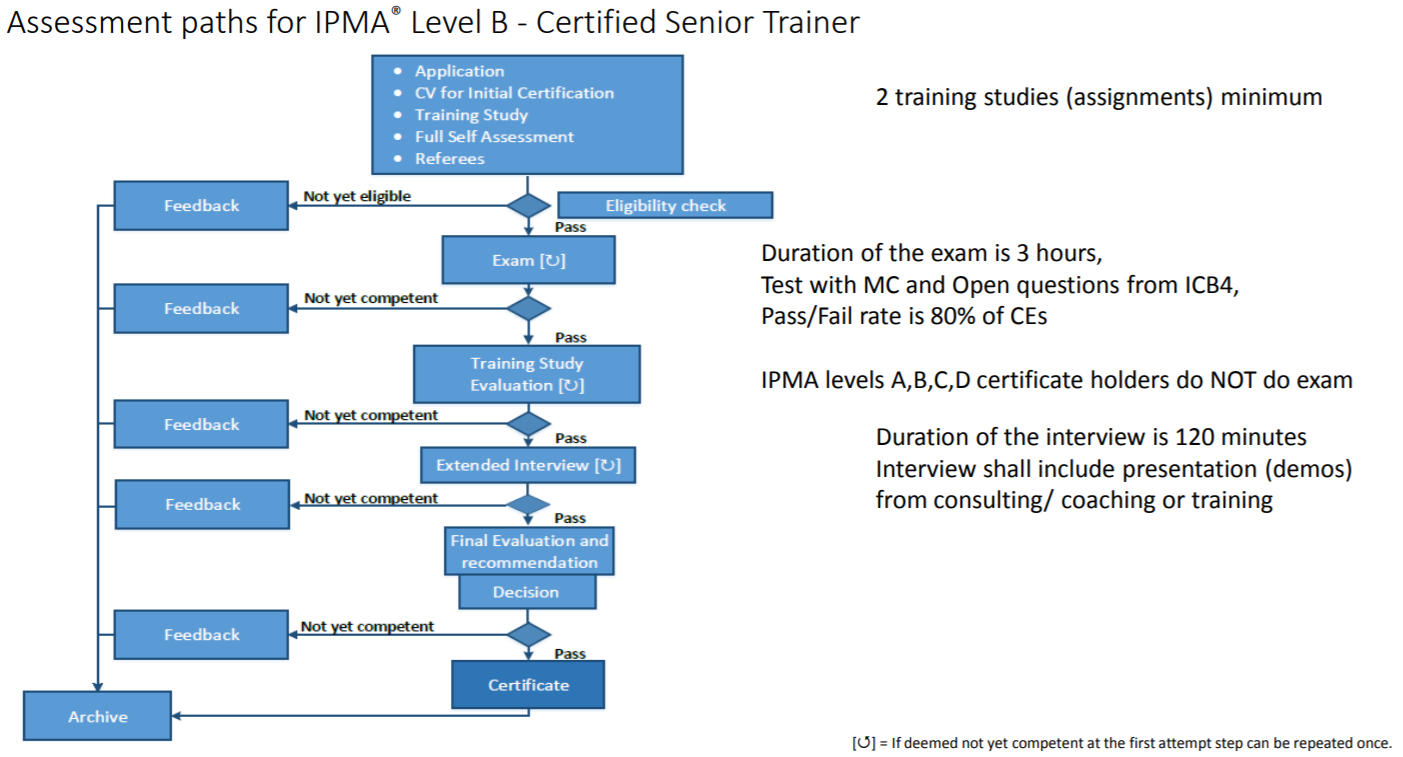 Assessment paths for IPMA® Level B - Certified Senior Trainer
• Application
• CV for Initial Certification
• Training Study
• Full Self Assessment
• Referees
2 training studies (assignments) minimum
Feedback
Not yet eligible
Eligibility check
Pass
Exam [↻]
Duration of the exam is 3 hours,
Test with MC and Open questions from ICB4,
Pass/Fail rate is 80% of CEs
Feedback
Not yet competent
Pass
Training Study
Evaluation [↻]
IPMA levels A,B,C,D certificate holders do NOT do exam
Feedback
Not yet competent
Pass
Extended Interview [↻]
Duration of the interview is 120 minutes
Interview shall include presentation (demos)
from consulting/ coaching or training
Feedback
Not yet competent
Pass
Final Evaluation and
recommendation
Decision
Feedback
Not yet competent
Pass
Certificate
Archive
[↺] = If deemed not yet competent at the first attempt step can be repeated once.